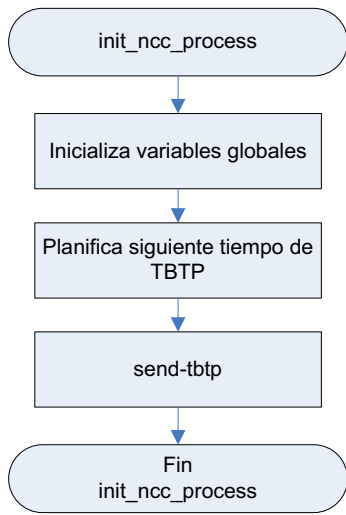 init_ncc_process
Inicializa variables globales
Planifica siguiente tiempo de
TBTP
send-tbtp
Fin
init_ncc_process